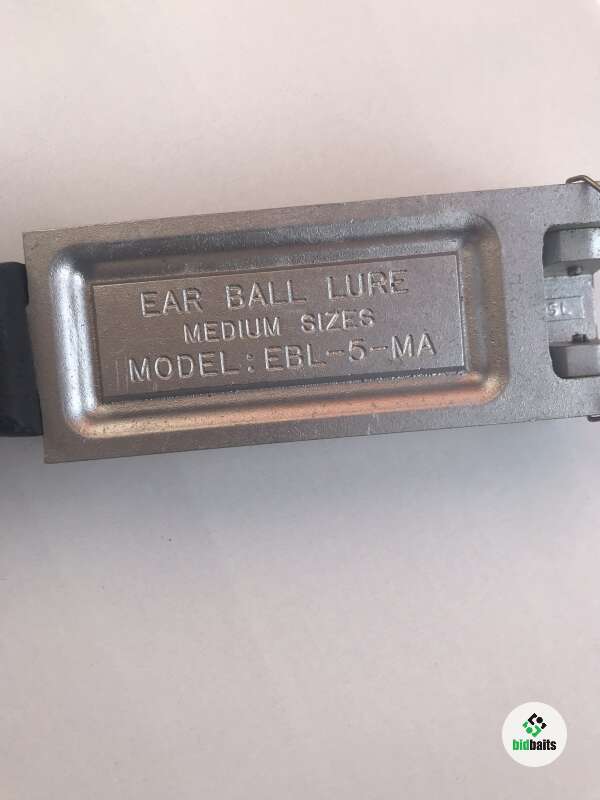 EAR BALL LURE
MEDIUM SIZES
MODEL: EBL-5-MA
bidbaits